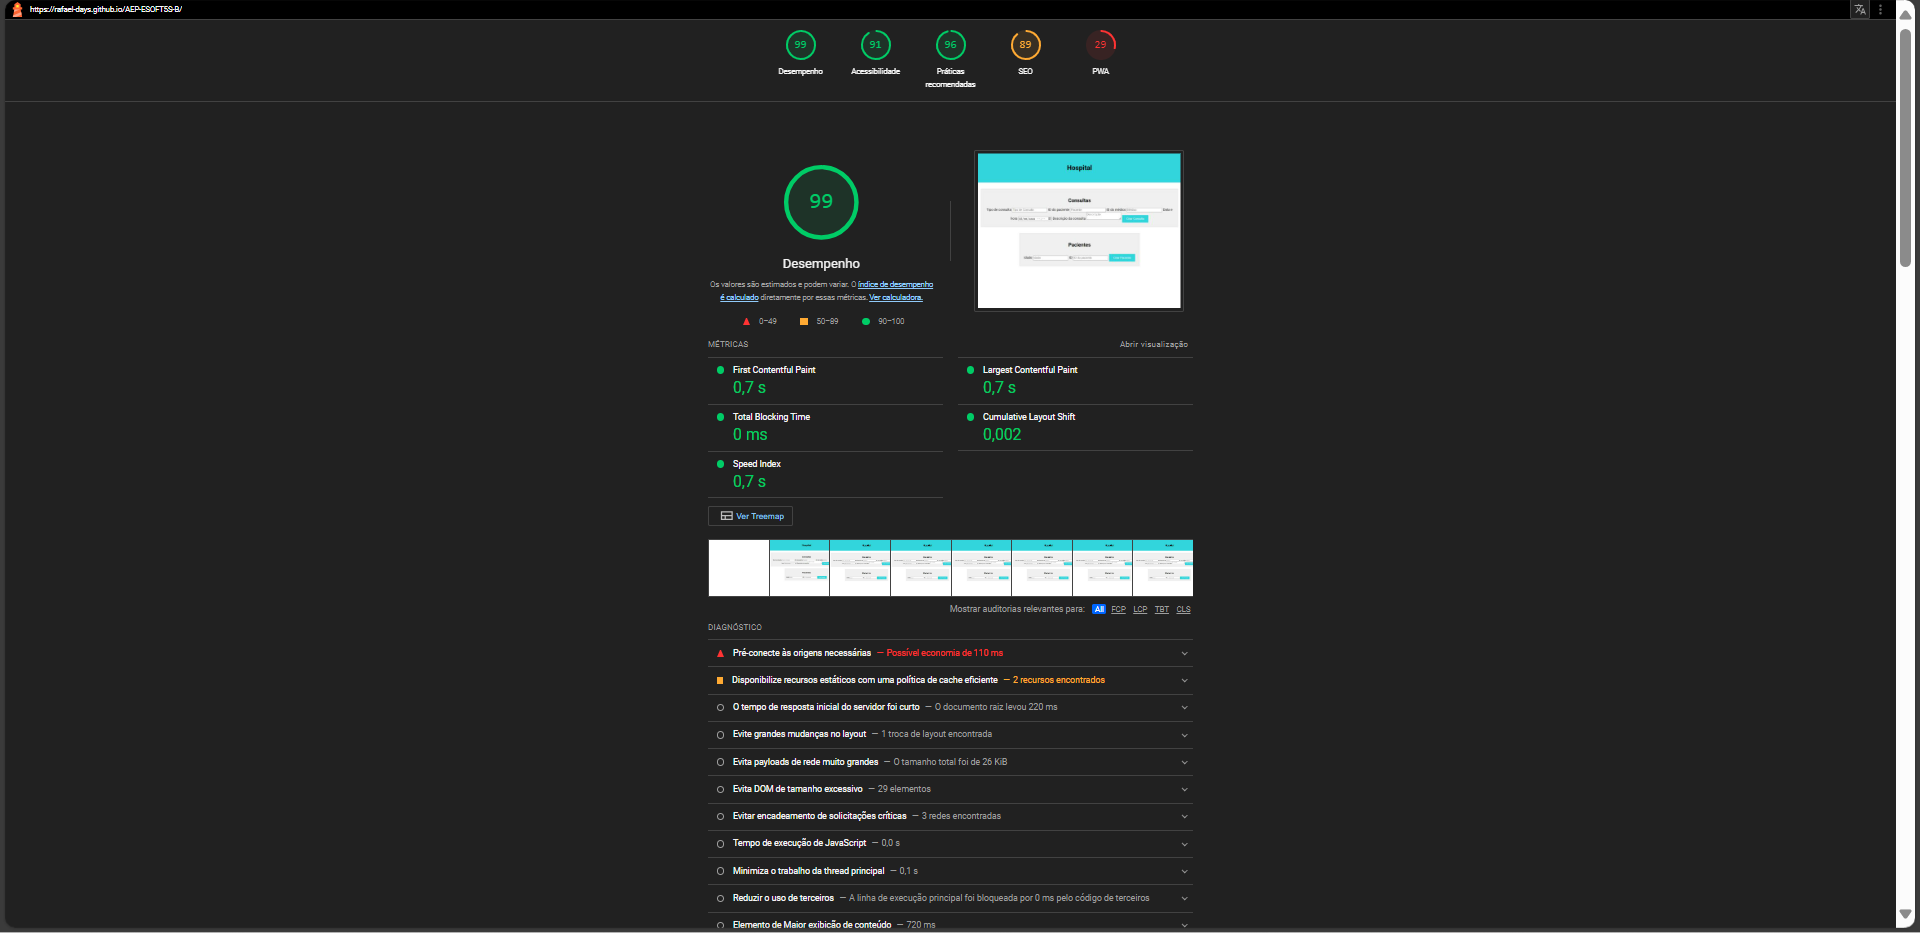 https://rafael-days.github.io/AEP-ESOFT5S-B/
99
91
96
89
29
Desempenho
Acessibilidade
Práticas recomendadas
SEO
PWA
99
Desempenho
Os valores são estimados e podem variar. O índice de desempenho
é calculado diretamente por essas métricas. Ver calculadora.
0–49
50–89
90–100
Hospital
Consultas
Pacientes
MÉTRICAS
Abrir visualização
First Contentful Paint
0,7 s
Largest Contentful Paint
0,7 s
Total Blocking Time
0 ms
Cumulative Layout Shift
0,002
Speed Index
0,7 s
Ver Treemap
Mostrar auditorias relevantes para: All FCP LCP TBT CLS
DIAGNÓSTICO
Pré-conecte às origens necessárias — Possível economia de 110 ms
Disponibilize recursos estáticos com uma política de cache eficiente — 2 recursos encontrados
O tempo de resposta inicial do servidor foi curto — O documento raiz levou 220 ms
Evite grandes mudanças no layout — 1 troca de layout encontrada
Evita payloads de rede muito grandes — O tamanho total foi de 26 KiB
Evita DOM de tamanho excessivo — 29 elementos
Evitar encadeamento de solicitações críticas — 3 redes encontradas
Tempo de execução de JavaScript — 0,0 s
Minimiza o trabalho da thread principal — 0,1 s
Reduzir o uso de terceiros — A linha de execução principal foi bloqueada por 0 ms pelo código de terceiros
Elemento de Maior exibição de conteúdo — 720 ms